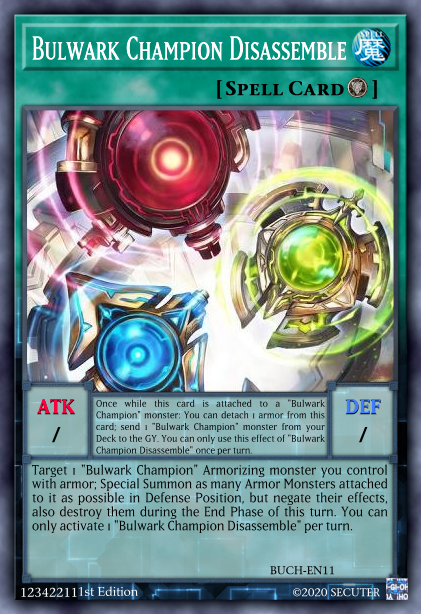 BULWARK CHAMPION DISASSEMBLE 魔
[SPELL CARD]
ATK
/
Once while this card is attached to a "Bulwark
Champion" monster: You can detach 1 armor from this
card; send 1 "Bulwark Champion" monster from your
Deck to the GY. You can only use this effect of "Bulwark
Champion Disassemble" once per turn.
DEF
/
Target 1 "Bulwark Champion" Armorizing monster you control
with armor; Special Summon as many Armor Monsters attached
to it as possible in Defense Position, but negate their effects,
also destroy them during the End Phase of this turn. You can
only activate 1 "Bulwark Champion Disassemble" per turn.
BUCH-EN11
123422111st Edition
©2020 SECUTER